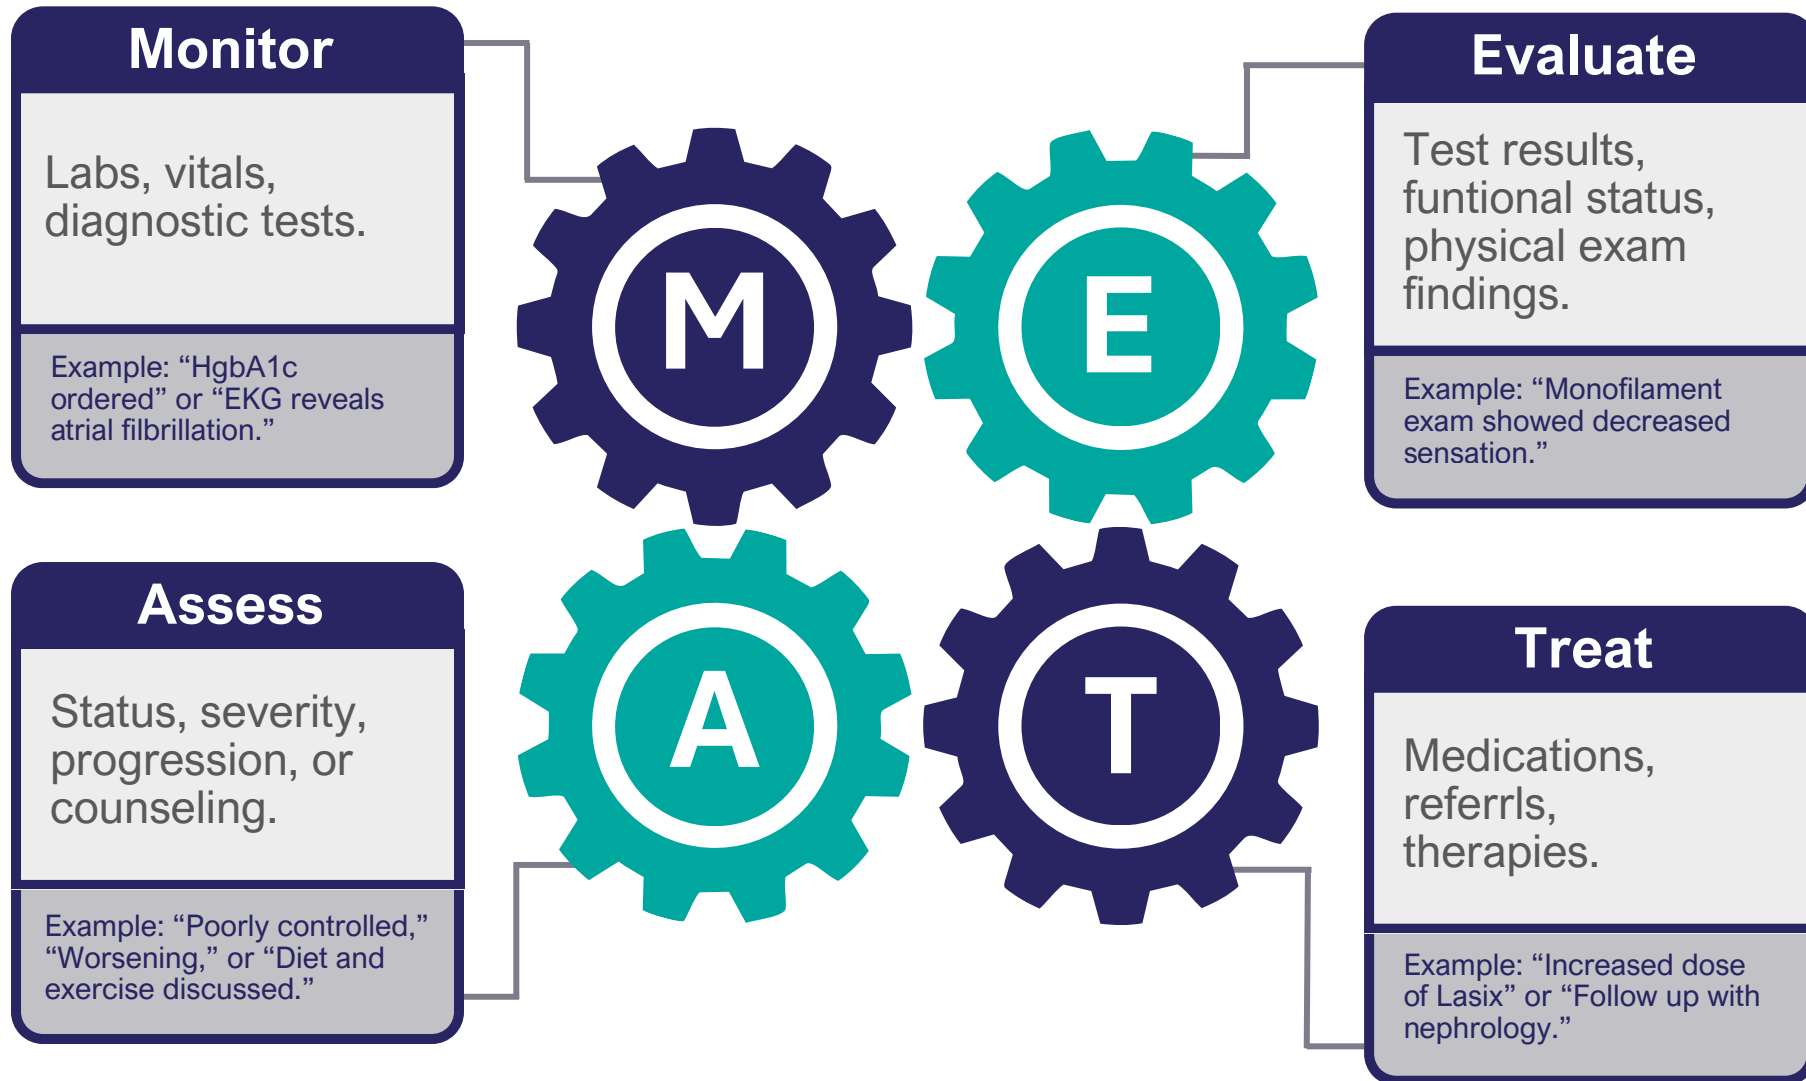 Monitor
Labs, vitals,
diagnostic tests.
Example: “HgbA1c
ordered” or “EKG reveals
atrial filbrillation.”
M
E
Evaluate
Test results,
funtional status,
physical exam
findings.
Example: “Monofilament
exam showed decreased
sensation.”
Assess
Status, severity,
progression, or
counseling.
Example: “Poorly controlled,”
“Worsening,” or “Diet and
exercise discussed.”
A
T
Treat
Medications,
referrls,
therapies.
Example: “Increased dose
of Lasix” or “Follow up with
nephrology.”